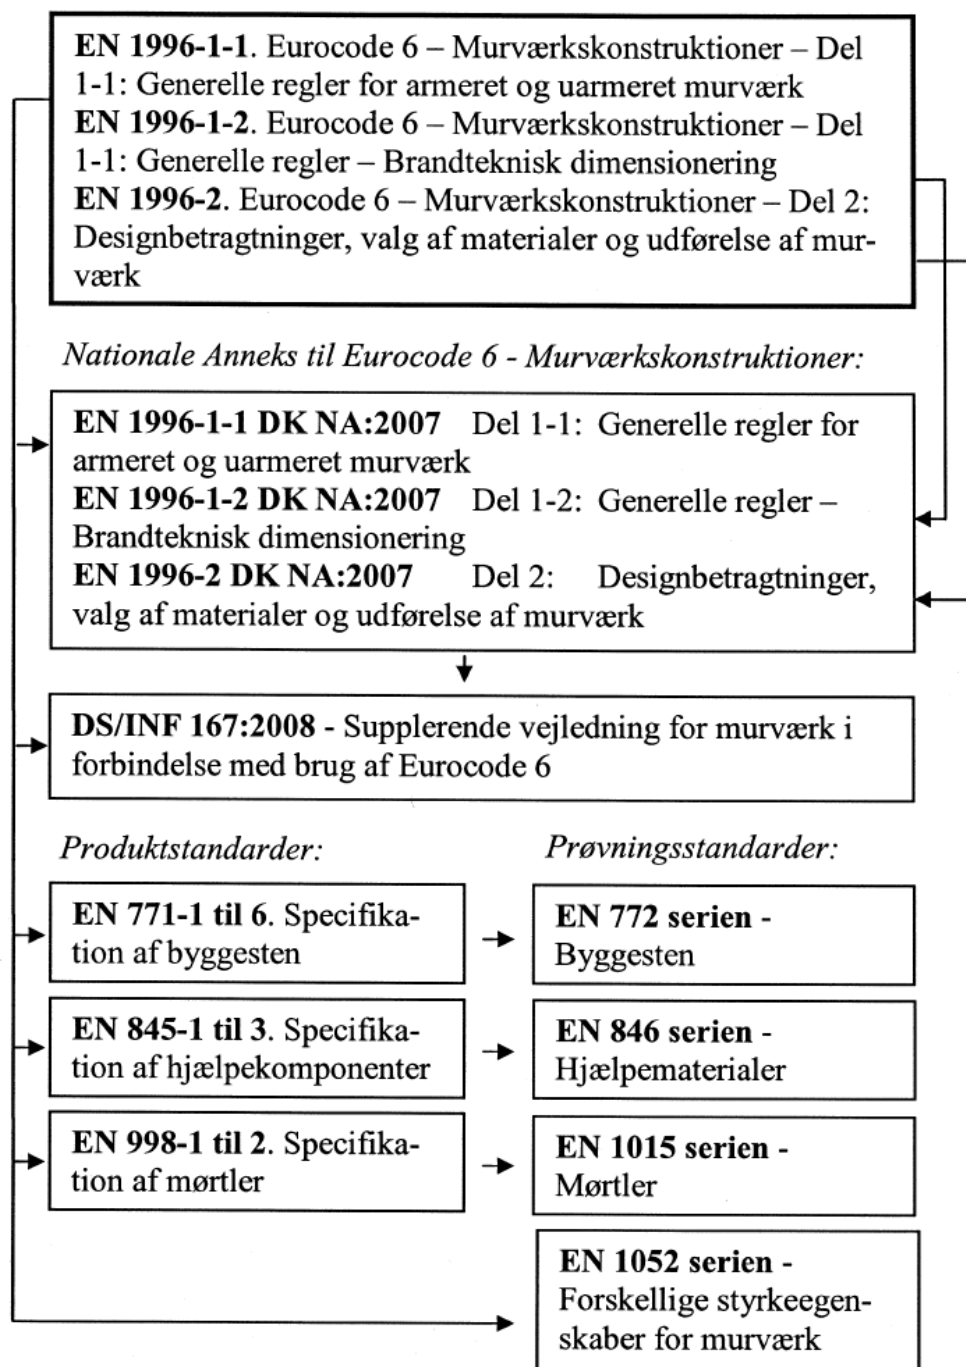 EN 1996-1-1. Eurocode 6 – Murværkskonstruktioner – Del
1-1: Generelle regler for armeret og uarmeret murværk
EN 1996-1-2. Eurocode 6 – Murværkskonstruktioner – Del
1-1: Generelle regler – Brandteknisk dimensionering
EN 1996-2. Eurocode 6 – Murværkskonstruktioner – Del 2:
Designbetragtninger, valg af materialer og udførelse af mur-
værk
Nationale Anneks til Eurocode 6 - Murværkskonstruktioner:
EN 1996-1-1 DK NA:2007 Del 1-1: Generelle regler for
armeret og uarmeret murværk
EN 1996-1-2 DK NA:2007 Del 1-2: Generelle regler –
Brandteknisk dimensionering
EN 1996-2 DK NA:2007 Del 2: Designbetragtninger,
valg af materialer og udførelse af murværk
DS/INF 167:2008 - Supplerende vejledning for murværk i
forbindelse med brug af Eurocode 6
Produktstandarder:
Prøvningsstandarder:
EN 771-1 til 6. Specifika-
tion af byggesten
EN 772 serien -
Byggesten
EN 845-1 til 3. Specifika-
tion af hjælpekomponenter
EN 846 serien -
Hjælpematerialer
EN 998-1 til 2. Specifika-
tion af mørtler
EN 1015 serien -
Mørtler
EN 1052 serien -
Forskellige styrkeegen-
skaber for murværk